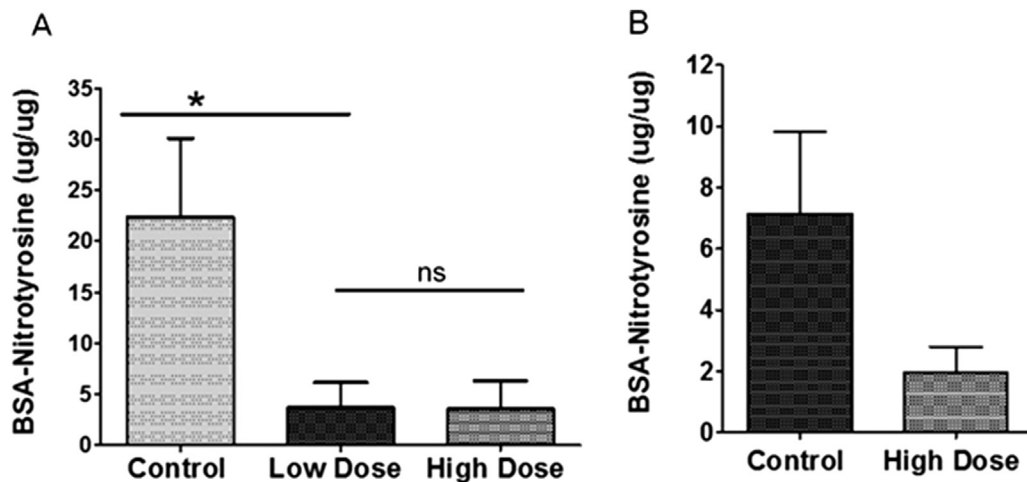 A
BSA-Nitrotyrosine (ug/ug)
35
30
25
20
15
10
5
0
*
ns
Control Low Dose High Dose
B
BSA-Nitrotyrosine (ug/ug)
12
10
8
6
4
2
0
Control High Dose